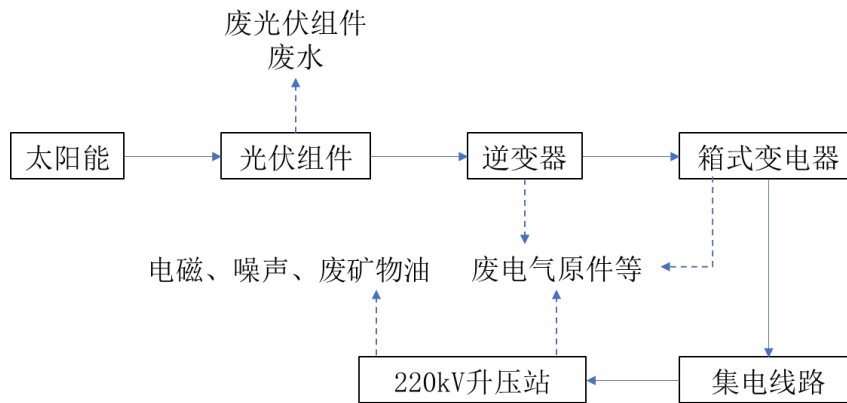 废光伏组件
废水
太阳能
光伏组件
逆变器
箱式变电器
电磁、噪声、废矿物油
废电气原件等
220kV升压站
集电线路